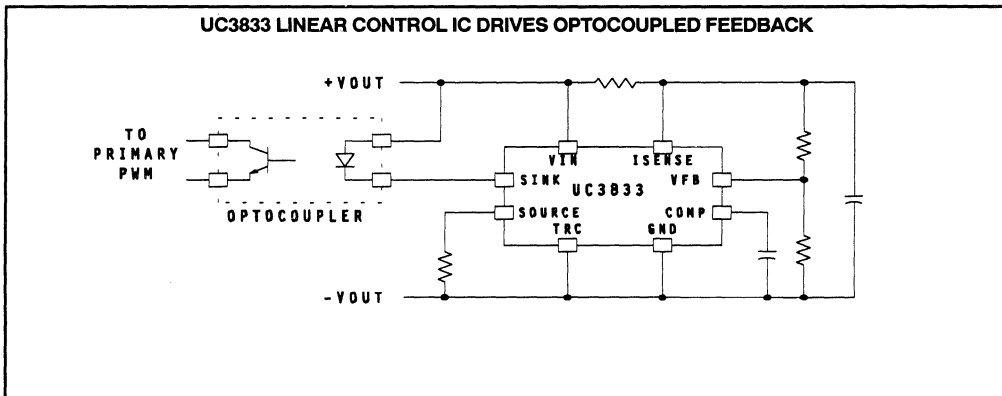 UC3833 LINEAR CONTROL IC DRIVES OPTOCOUPLED FEEDBACK
+VOUT
TO
PRIMARY
PWM
OPTOCOUPLER
VIN
ISENSE
SINK
UC3833
VFB
SOURCE
COMP
TRC
GND
-VOUT